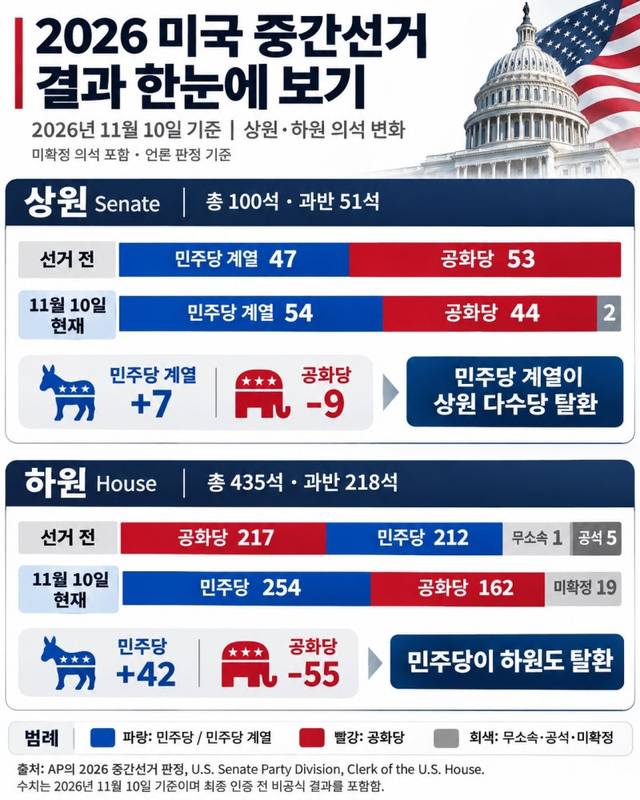 2026 미국 중간선거
결과 한눈에 보기
2026년 11월 10일 기준 | 상원·하원 의석 변화
미확정 의석 포함 · 언론 판정 기준
상원 Senate | 총 100석 · 과반 51석
선거 전 민주당 계열 47 공화당 53
11월 10일
현재
민주당 계열 54 공화당 44 2
민주당 계열
+7
공화당
-9
민주당 계열이
상원 다수당 탈환
하원 House | 총 435석 · 과반 218석
선거 전 공화당 217 민주당 212 무소속 1 공석 5
11월 10일
현재
민주당 254 공화당 162 미확정 19
민주당
+42
공화당
-55
민주당이 하원도 탈환
범례 파랑: 민주당 / 민주당 계열 빨강: 공화당 회색: 무소속·공석·미확정
출처: AP의 2026 중간선거 판정, U.S. Senate Party Division, Clerk of the U.S. House.
수치는 2026년 11월 10일 기준이며 최종 인증 전 비공식 결과를 포함함.